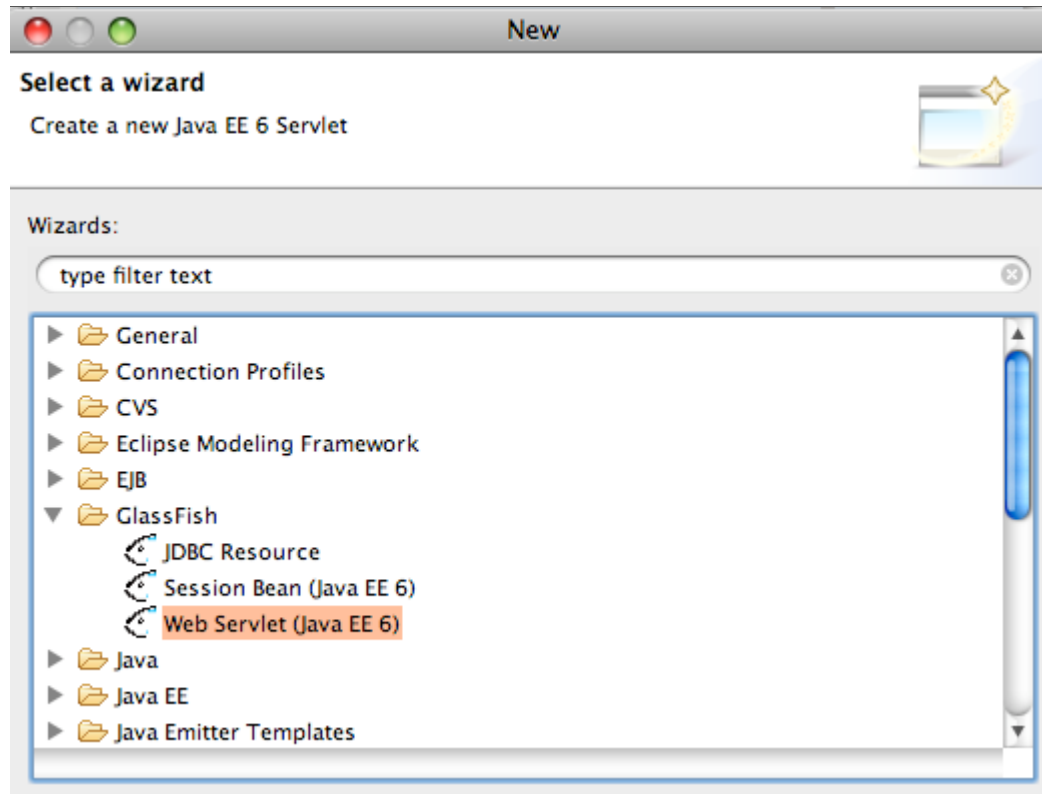 New
Select a wizard
Create a new Java EE 6 Servlet
Wizards:
type filter text
General
Connection Profiles
CVS
Eclipse Modeling Framework
EJB
GlassFish
JDBC Resource
Session Bean (Java EE 6)
Web Servlet (Java EE 6)
Java
Java EE
Java Emitter Templates